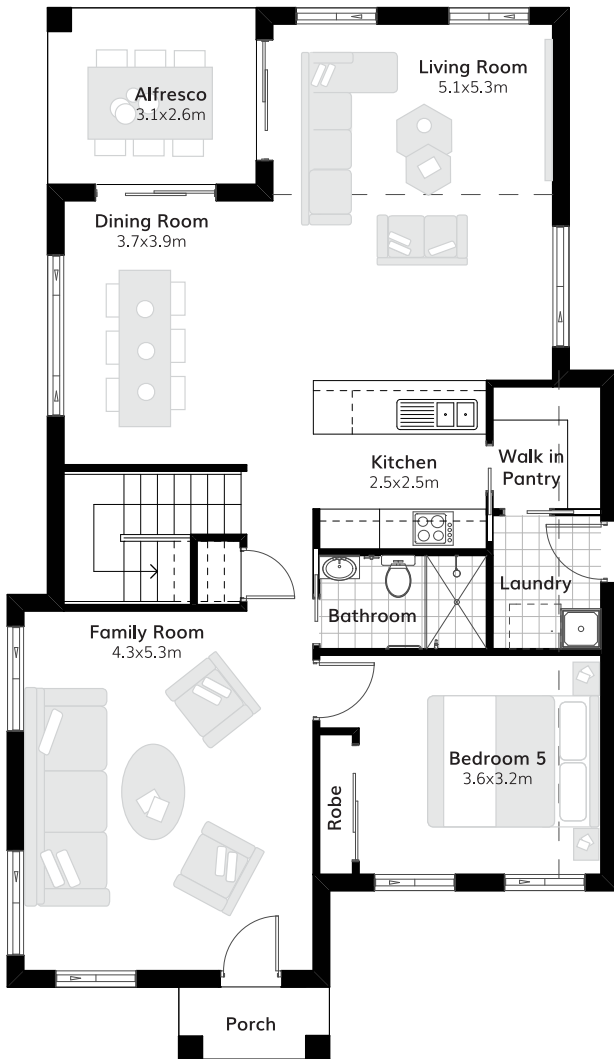 Living Room
5.1x5.3m
Alfresco
3.1x2.6m
Dining Room
3.7x3.9m
Kitchen
2.5x2.5m
Walk in
Pantry
Laundry
Bathroom
Family Room
4.3x5.3m
Bedroom 5
3.6x3.2m
Robe
Porch